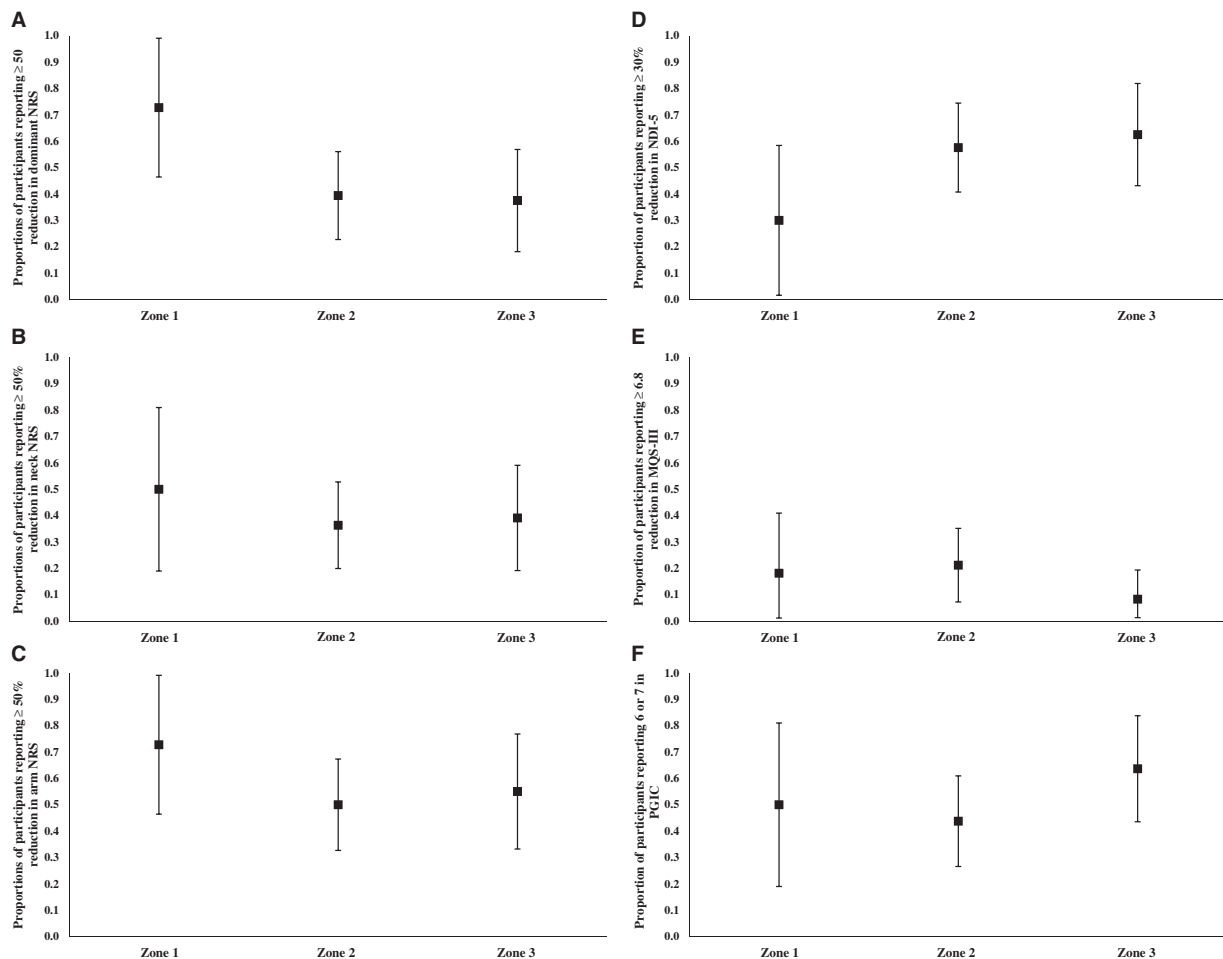 A
Proportions of participants reporting ≥ 50
reduction in dominant NRS
1.0
0.9
0.8
0.7
0.6
0.5
0.4
0.3
0.2
0.1
0.0
Zone 1 Zone 2 Zone 3
B
Proportions of participants reporting ≥ 50%
reduction in neck NRS
1.0
0.9
0.8
0.7
0.6
0.5
0.4
0.3
0.2
0.1
0.0
Zone 1 Zone 2 Zone 3
C
Proportions of participants reporting ≥ 50%
reduction in arm NRS
1.0
0.9
0.8
0.7
0.6
0.5
0.4
0.3
0.2
0.1
0.0
Zone 1 Zone 2 Zone 3
D
Proportion of participants reporting ≥ 30%
reduction in NDI-5
1.0
0.9
0.8
0.7
0.6
0.5
0.4
0.3
0.2
0.1
0.0
Zone 1 Zone 2 Zone 3
E
Proportion of participants reporting ≥ 6.8
reduction in MQS-III
1.0
0.9
0.8
0.7
0.6
0.5
0.4
0.3
0.2
0.1
0.0
Zone 1 Zone 2 Zone 3
F
Proportion of participants reporting 6 or 7 in
PGIC
1.0
0.9
0.8
0.7
0.6
0.5
0.4
0.3
0.2
0.1
0.0
Zone 1 Zone 2 Zone 3